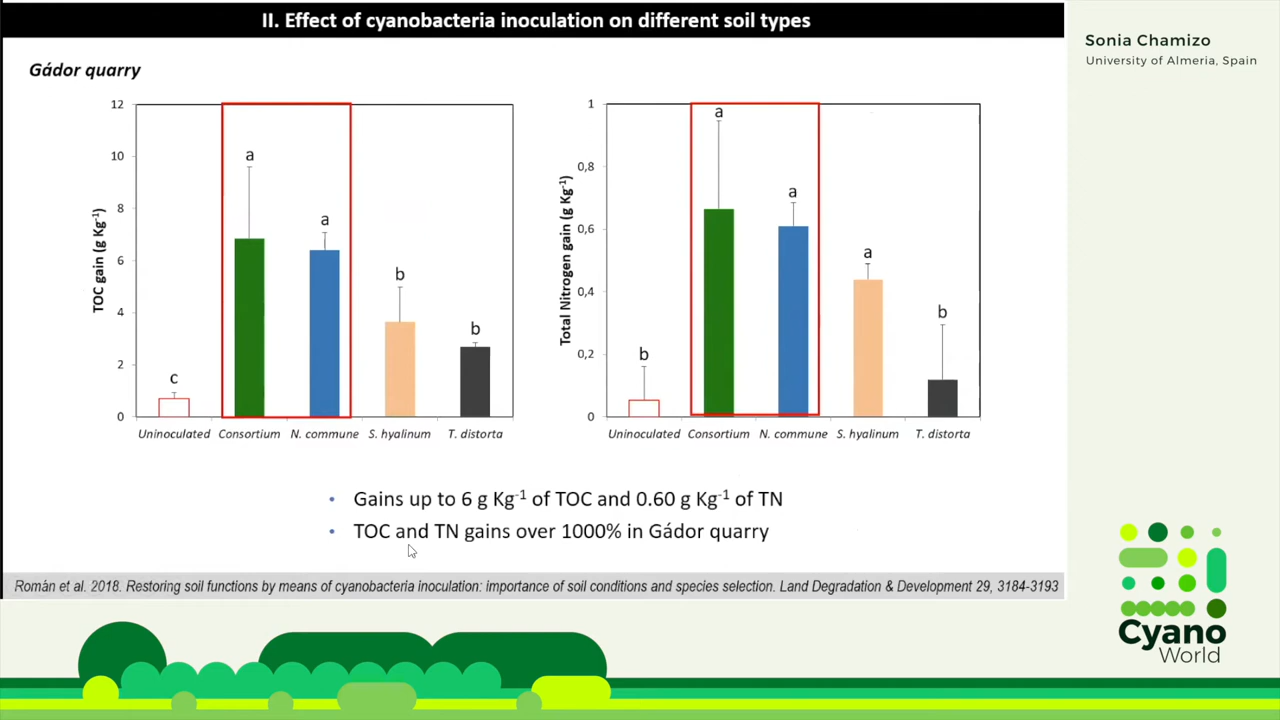 II. Effect of cyanobacteria inoculation on different soil types
Sonia Chamizo
University of Almeria, Spain
Gádor quarry
TOC gain (g Kg-1)
12
10
8
6
4
2
0
a
a
b
b
c
Uninoculated Consortium N. commune S. hyalinum T. distorta
Total Nitrogen gain (g Kg-1)
1
0,8
0,6
0,4
0,2
0
a
a
a
b
b
Uninoculated Consortium N. commune S. hyalinum T. distorta
• Gains up to 6 g Kg-1 of TOC and 0.60 g Kg-1 of TN
• TOC and TN gains over 1000% in Gádor quarry
Román et al. 2018. Restoring soil functions by means of cyanobacteria inoculation: importance of soil conditions and species selection. Land Degradation & Development 29, 3184-3193
Cyano
World